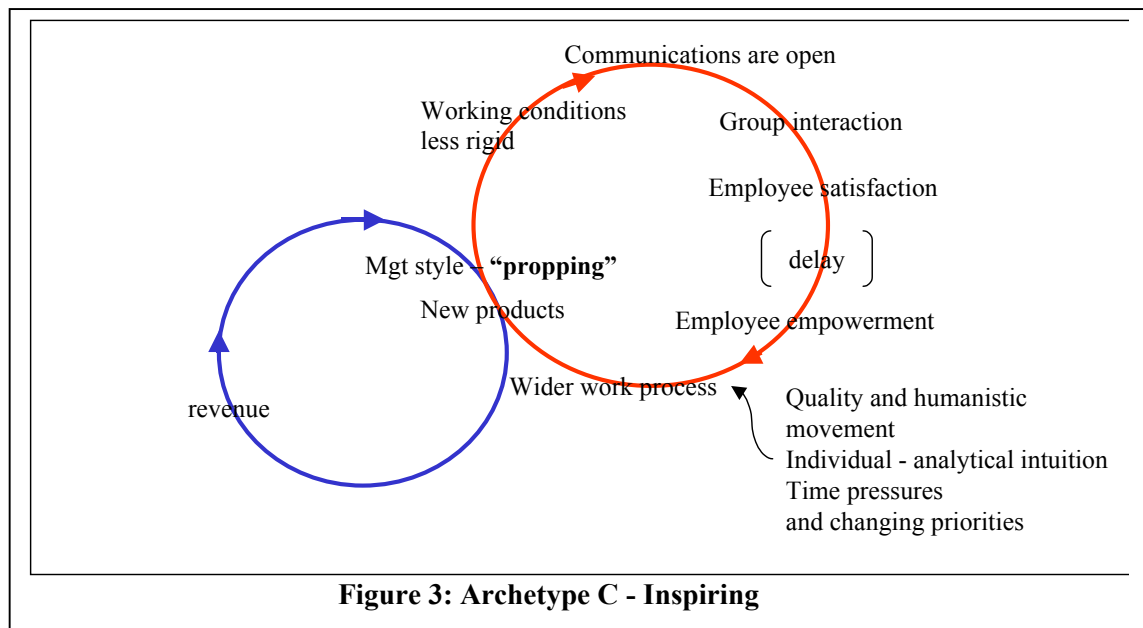 Communications are open
Working conditions
less rigid
Group interaction
Employee satisfaction
delay
Mgt style – “propping”
New products
Employee empowerment
Wider work process
revenue
Quality and humanistic
movement
Individual - analytical intuition
Time pressures
and changing priorities
Figure 3: Archetype C - Inspiring